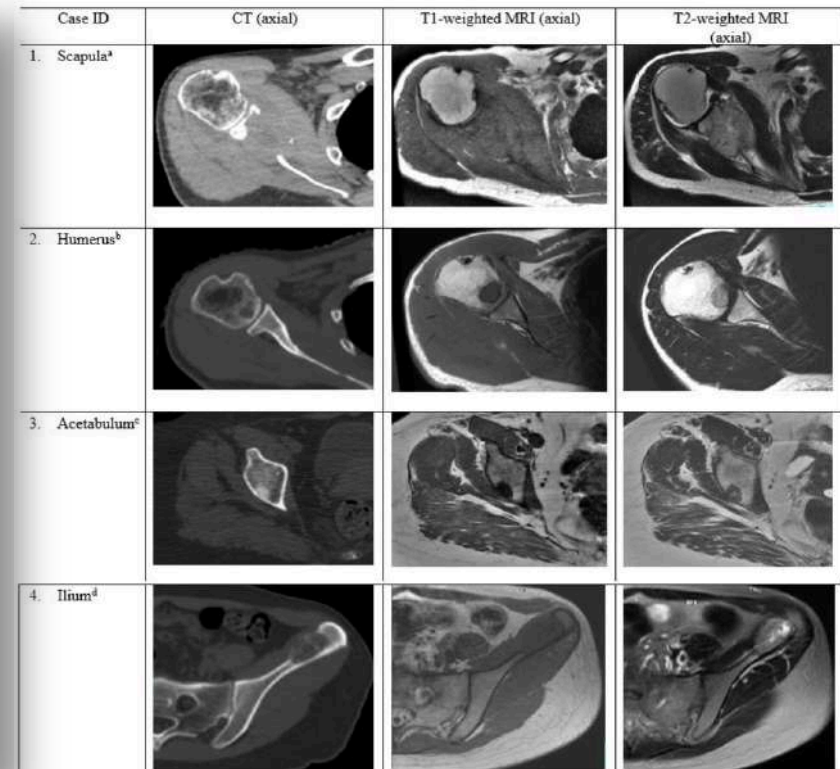 Case ID
CT (axial)
T1-weighted MRI (axial)
T2-weighted MRI
(axial)
1. Scapulaᵃ
2. Humerusᵇ
3. Acetabulumᶜ
4. Iliumᵈ